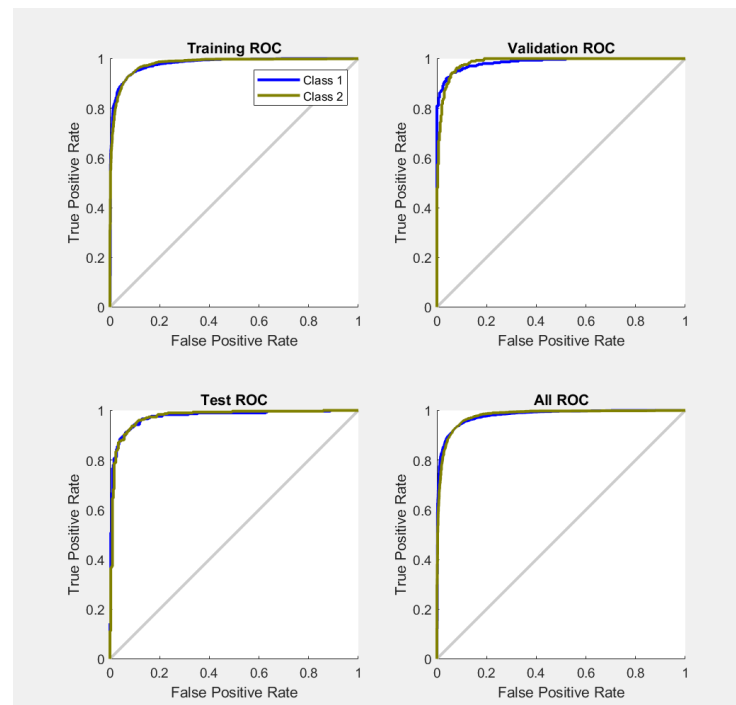 Training ROC
True Positive Rate
1
0.8
0.6
0.4
0.2
0
Class 1
Class 2
0 0.2 0.4 0.6 0.8 1
False Positive Rate
Validation ROC
True Positive Rate
1
0.8
0.6
0.4
0.2
0
0 0.2 0.4 0.6 0.8 1
False Positive Rate
Test ROC
True Positive Rate
1
0.8
0.6
0.4
0.2
0
0 0.2 0.4 0.6 0.8 1
False Positive Rate
All ROC
True Positive Rate
1
0.8
0.6
0.4
0.2
0
0 0.2 0.4 0.6 0.8 1
False Positive Rate